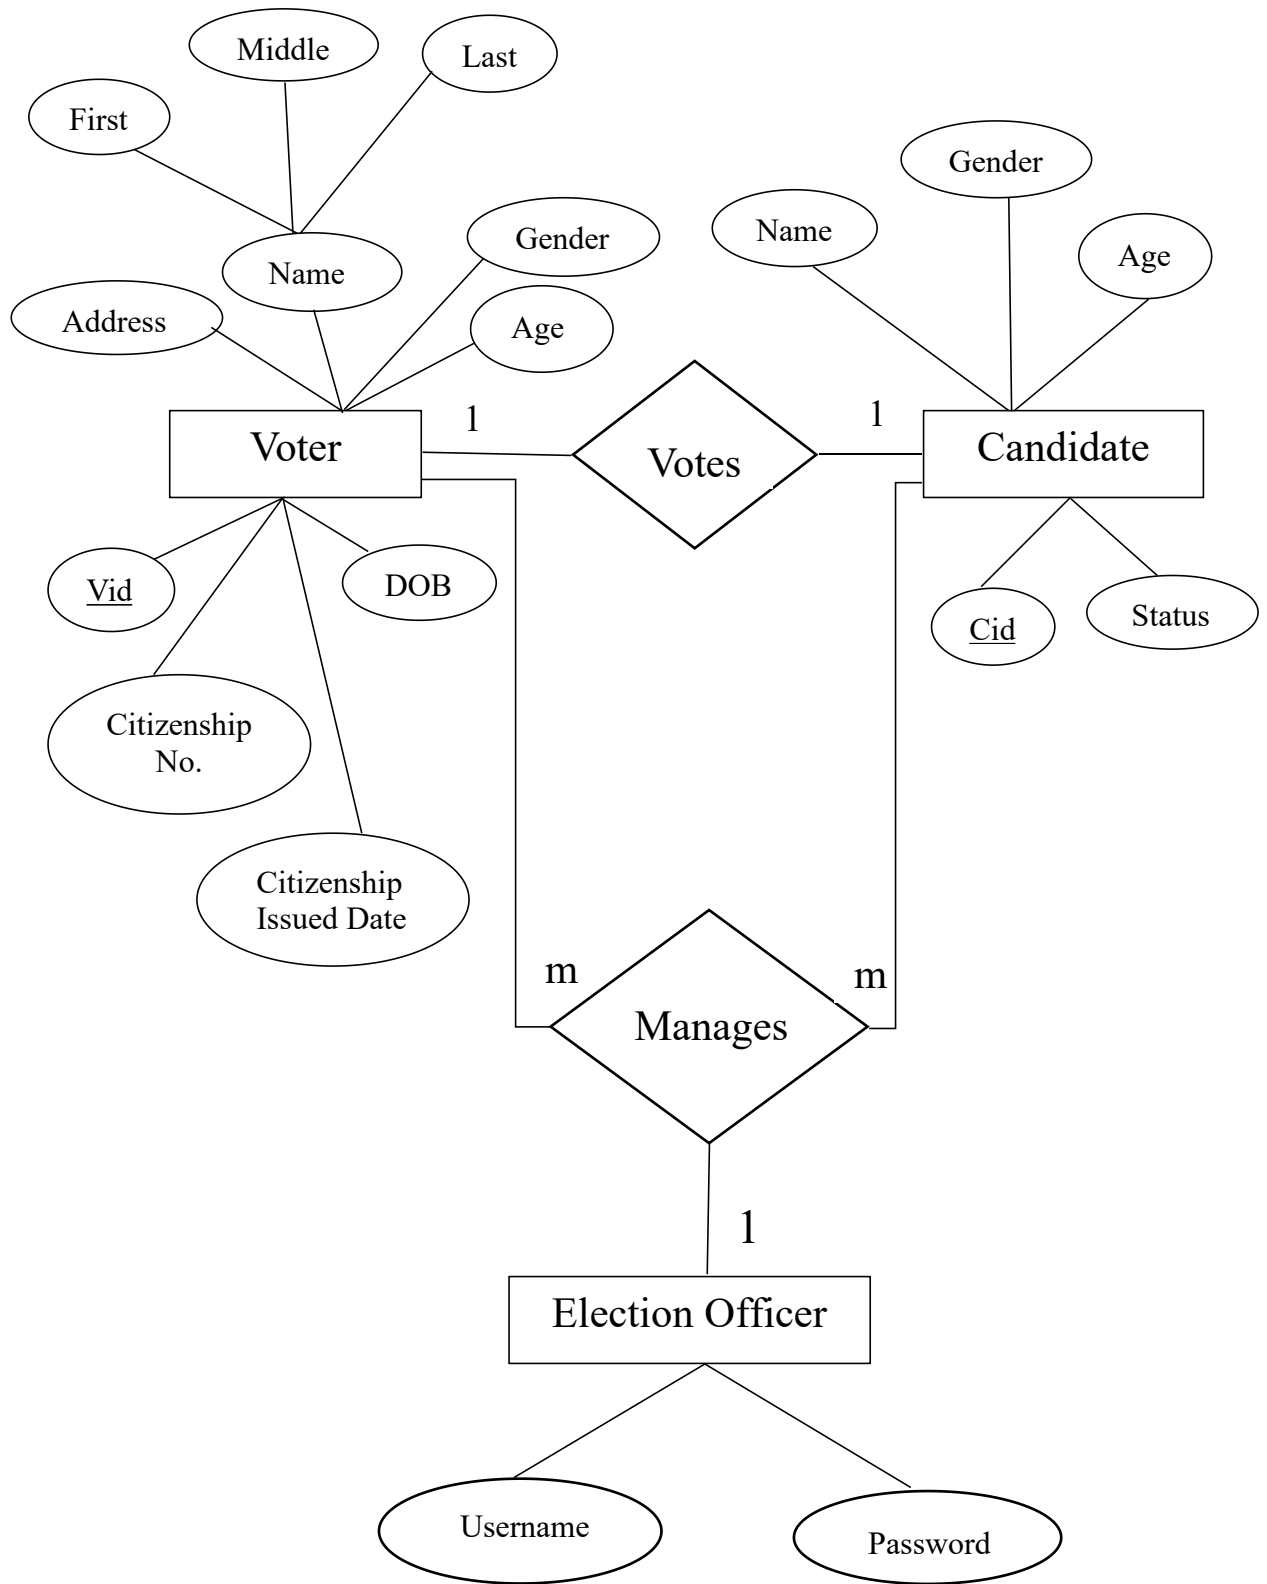 Middle
Last
First
Gender
Name
Gender
Name
Age
Address
Age
1
1
Voter
Votes
Candidate
Vid
DOB
Cid
Status
Citizenship
No.
Citizenship
Issued Date
m
m
Manages
1
Election Officer
Username
Password